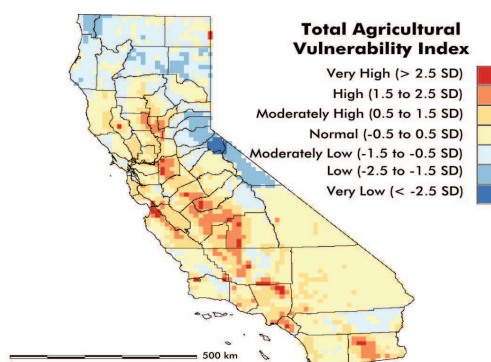 Total Agricultural
Vulnerability Index
Very High (> 2.5 SD)
High (1.5 to 2.5 SD)
Moderately High (0.5 to 1.5 SD)
Normal (-0.5 to 0.5 SD)
Moderately Low (-1.5 to -0.5 SD)
Low (-2.5 to -1.5 SD)
Very Low (< -2.5 SD)
500 km